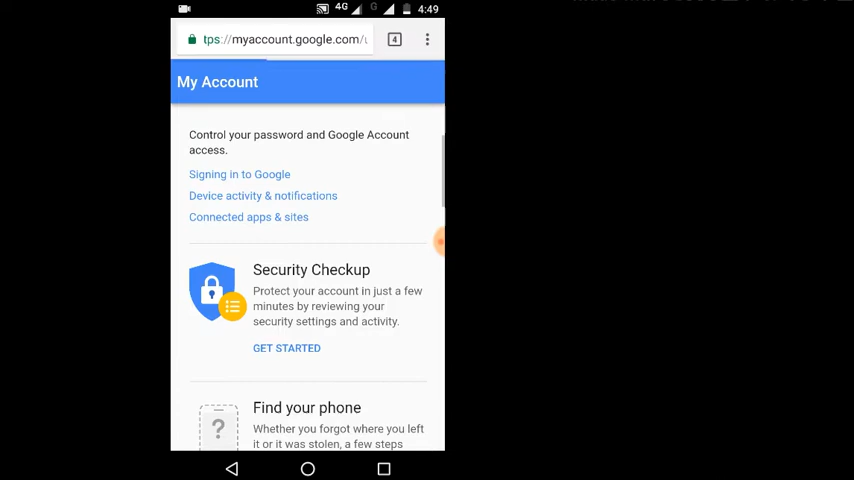 4G G 4:49
tps://myaccount.google.com/u 4
My Account
Control your password and Google Account
access.
Signing in to Google
Device activity & notifications
Connected apps & sites
Security Checkup
Protect your account in just a few
minutes by reviewing your
security settings and activity.
GET STARTED
Find your phone
?
Whether you forgot where you left
it or it was stolen, a few steps